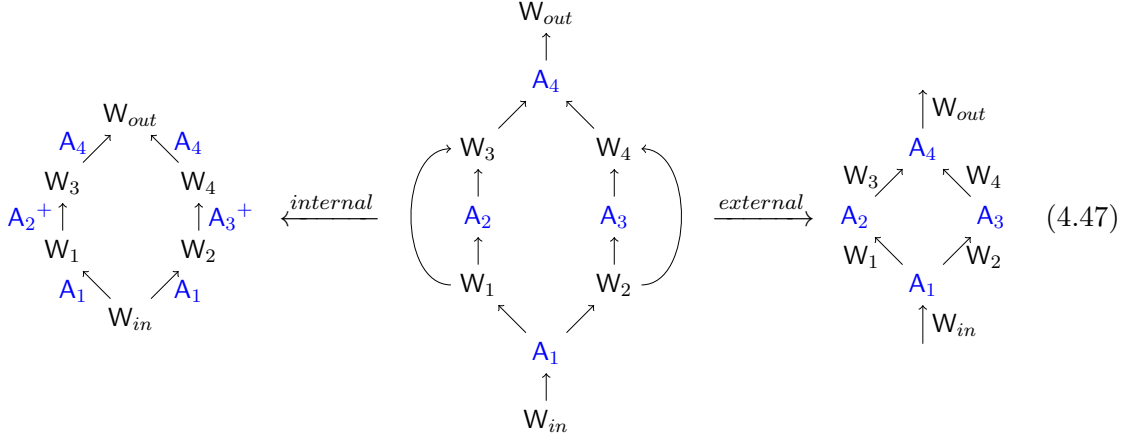 W_out
A_4
W_out
A_4 A_4
W_3 W_4
A_2^+ A_3^+
W_1 W_2
A_1 A_1
W_in
internal
W_3 W_4
A_2 A_3
W_1 W_2
A_1
W_in
external
W_out
A_4
W_3 W_4
A_2 A_3
W_1 W_2
A_1
W_in
(4.47)